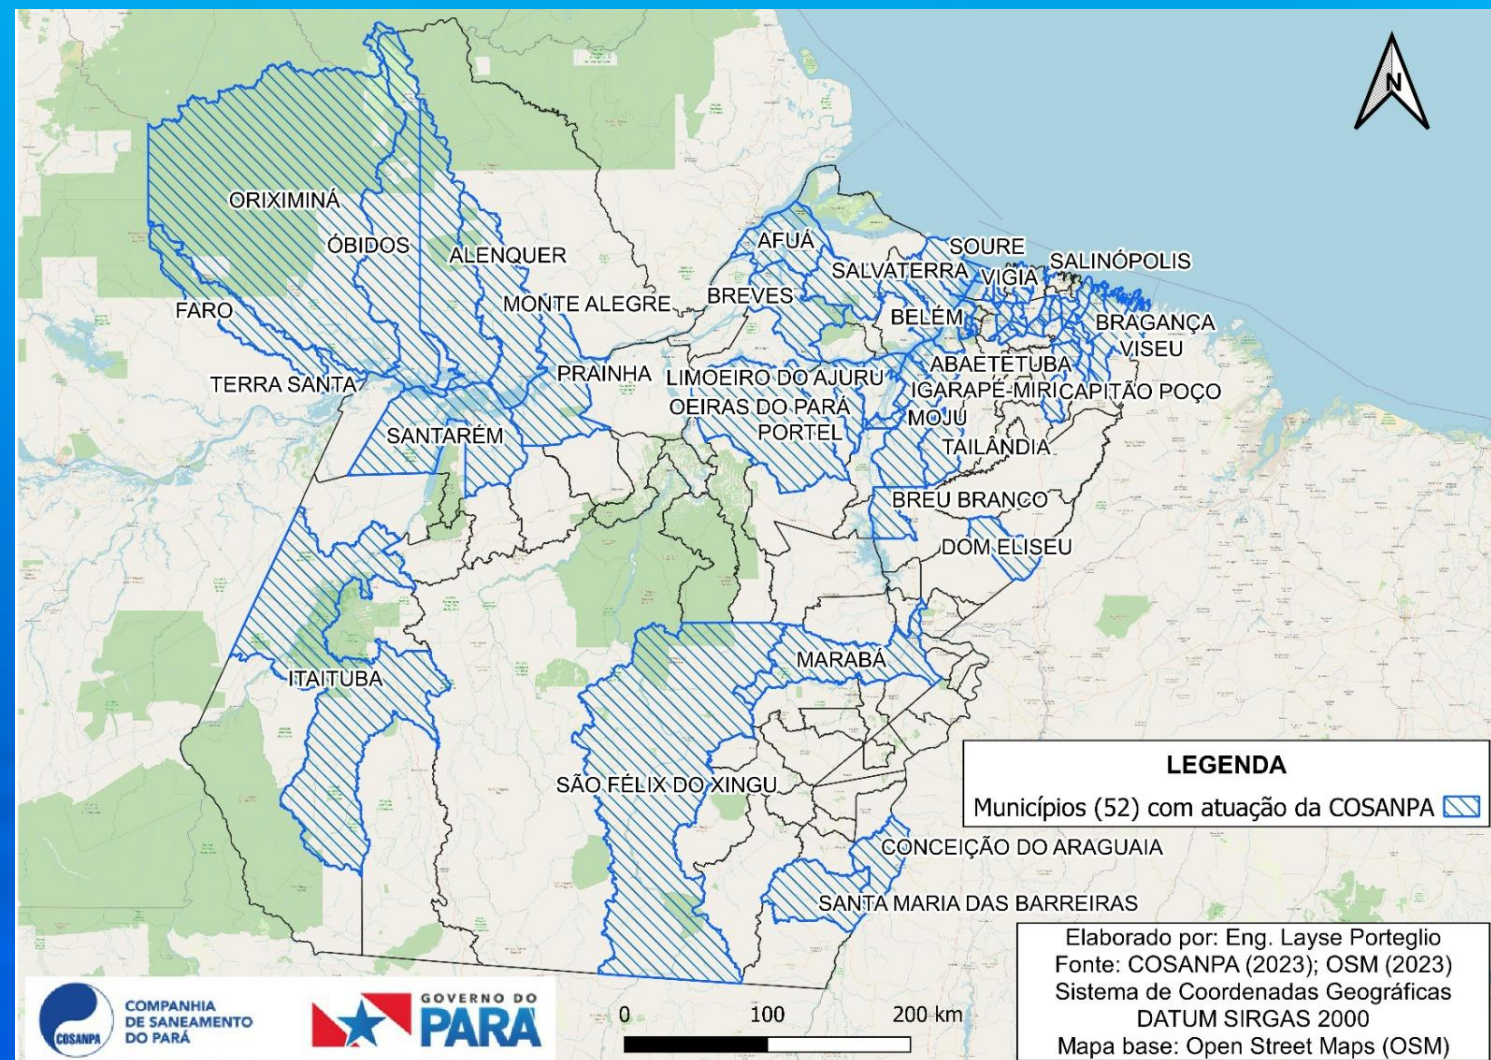 N
ORIXIMINÁ
ÓBIDOS
ALENQUER
FARO
MONTE ALEGRE
TERRA SANTA
PRAINHA
SANTARÉM
AFUÁ
SOURE
SALVATERRA
VIGIA
SALINÓPOLIS
BREVES
BELÉM
BRAGANÇA
VISEU
ABAETETUBA
LIMOEIRO DO AJURU
IGARAPÉ-MIRI
CAPITÃO POÇO
OEIRAS DO PARÁ
MOJÚ
PORTEL
TAILÂNDIA
BREU BRANCO
DOM ELISEU
MARABÁ
ITAITUBA
SÃO FÉLIX DO XINGU
CONCEIÇÃO DO ARAGUAIA
SANTA MARIA DAS BARREIRAS
LEGENDA
Municípios (52) com atuação da COSANPA
Elaborado por: Eng. Layse Porteglio
Fonte: COSANPA (2023); OSM (2023)
Sistema de Coordenadas Geográficas
DATUM SIRGAS 2000
Mapa base: Open Street Maps (OSM)
0 100 200 km
COSANPA
COMPANHIA
DE SANEAMENTO
DO PARÁ
GOVERNO DO
PARÁ